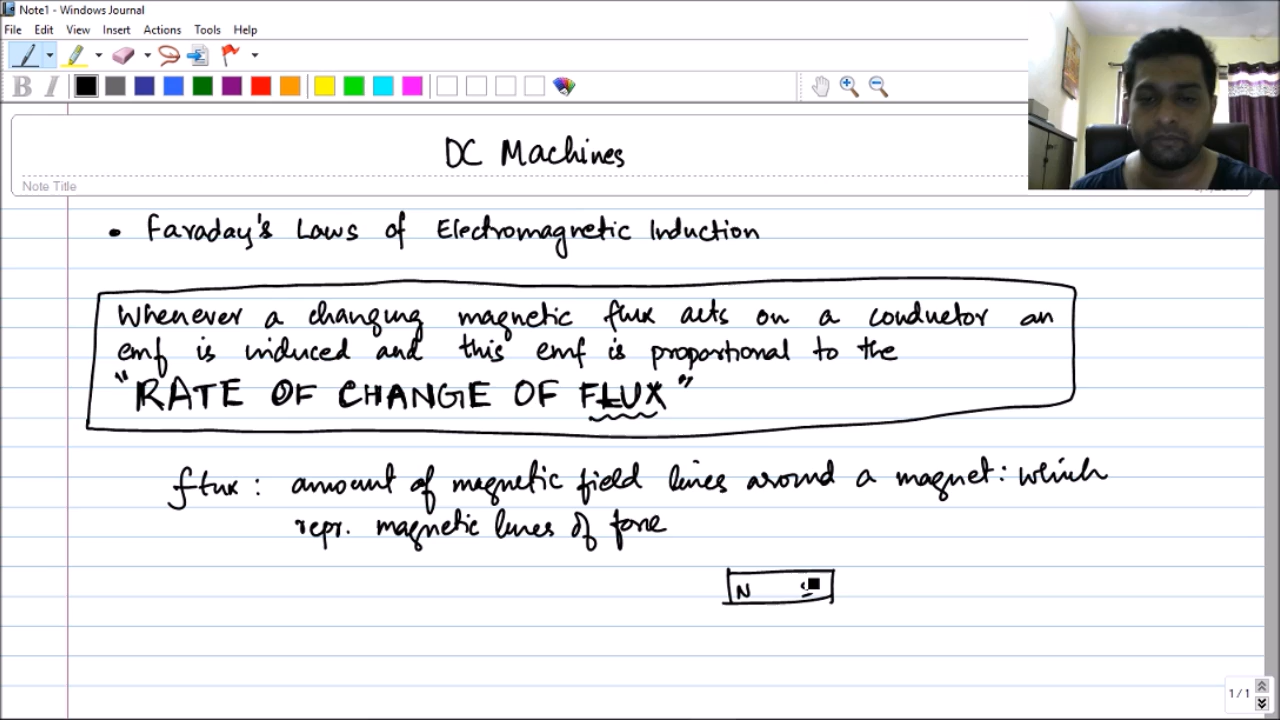 Note1 - Windows Journal
File Edit View Insert Actions Tools Help
B I
DC Machines
Note Title
• Faraday's Laws of Electromagnetic Induction
Whenever a changing magnetic flux acts on a conductor an
emf is induced and this emf is proportional to the
"RATE OF CHANGE OF FLUX"
flux : amount of magnetic field lines around a magnet : which
repr. magnetic lines of force
N
1 / 1